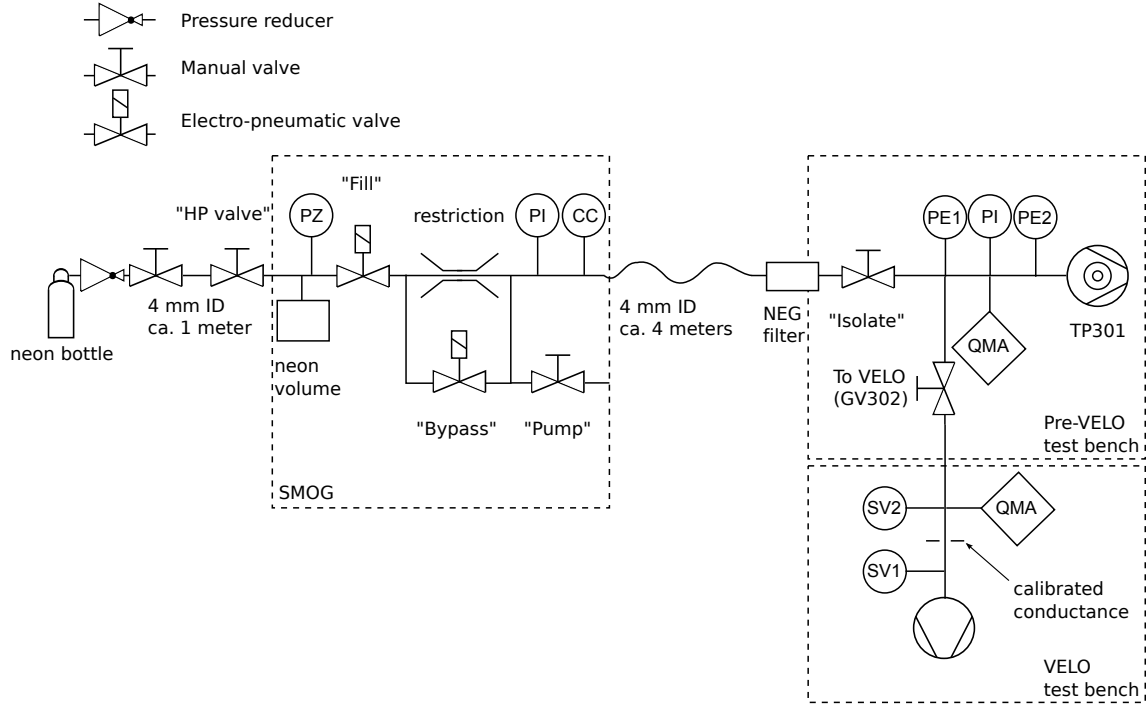 Pressure reducer
Manual valve
Electro-pneumatic valve
"HP valve"
"Fill"
PZ
restriction
PI
CC
PE1
PI
PE2
4 mm ID
ca. 1 meter
neon bottle
neon
volume
4 mm ID
ca. 4 meters
NEG
filter
"Isolate"
QMA
TP301
To VELO
(GV302)
"Bypass"
"Pump"
Pre-VELO
test bench
SMOG
SV2
QMA
SV1
calibrated
conductance
VELO
test bench